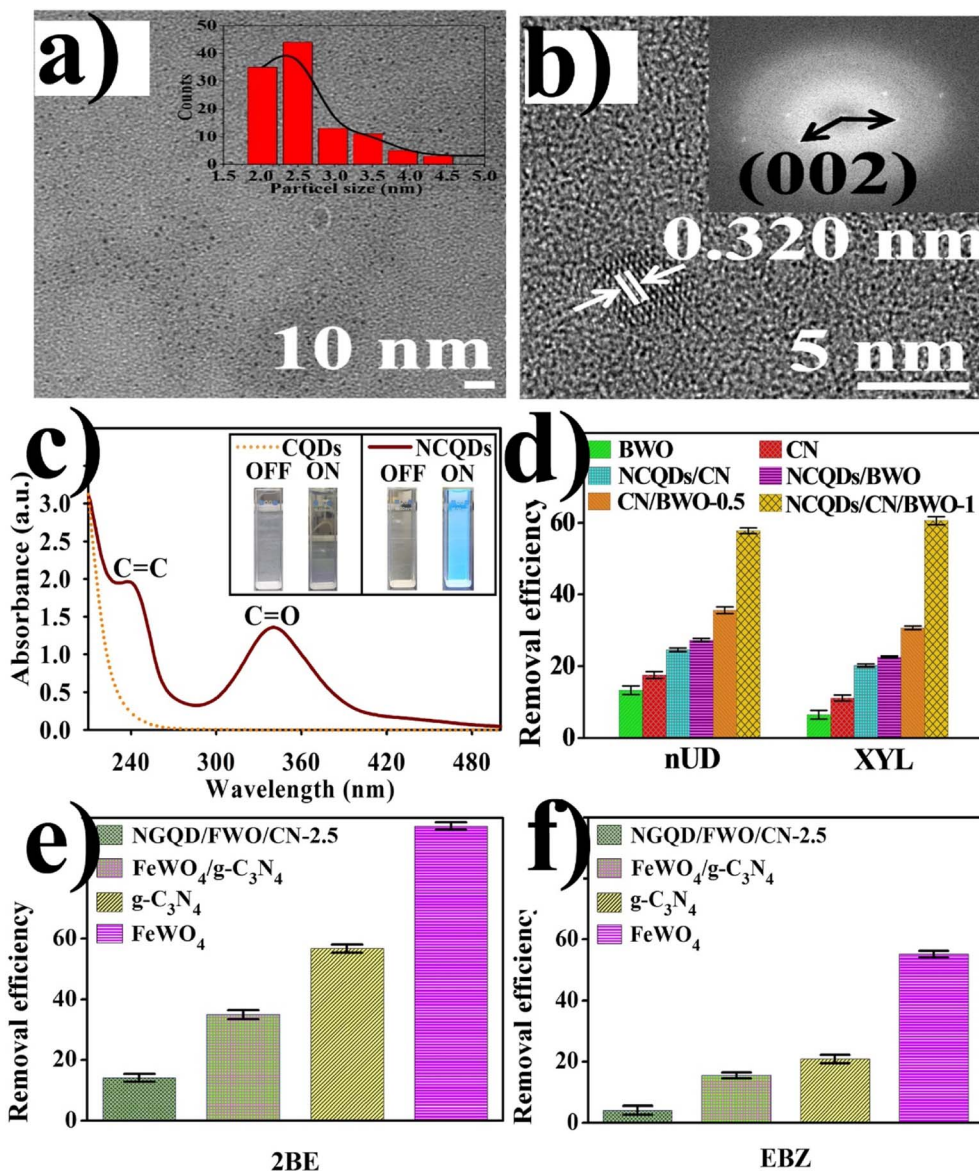 a)
50
40
30
20
10
0
Counts
1.5 2.0 2.5 3.0 3.5 4.0 4.5 5.0
Particel size (nm)
10 nm
b)
(002)
0.320 nm
5 nm
c)
CQDs NCQDs
OFF ON OFF ON
3.0
2.5
2.0
1.5
1.0
0.5
0.0
Absorbance (a.u.)
C=C
C=O
240 300 360 420 480
Wavelength (nm)
d)
BWO CN
NCQDs/CN NCQDs/BWO
CN/BWO-0.5 NCQDs/CN/BWO-1
60
40
20
0
Removal efficiency
nUD XYL
e)
NGQD/FWO/CN-2.5
FeWO₄/g-C₃N₄
g-C₃N₄
FeWO₄
60
40
20
0
Removal efficiency
2BE
f)
NGQD/FWO/CN-2.5
FeWO₄/g-C₃N₄
g-C₃N₄
FeWO₄
60
40
20
0
Removal efficiency
EBZ